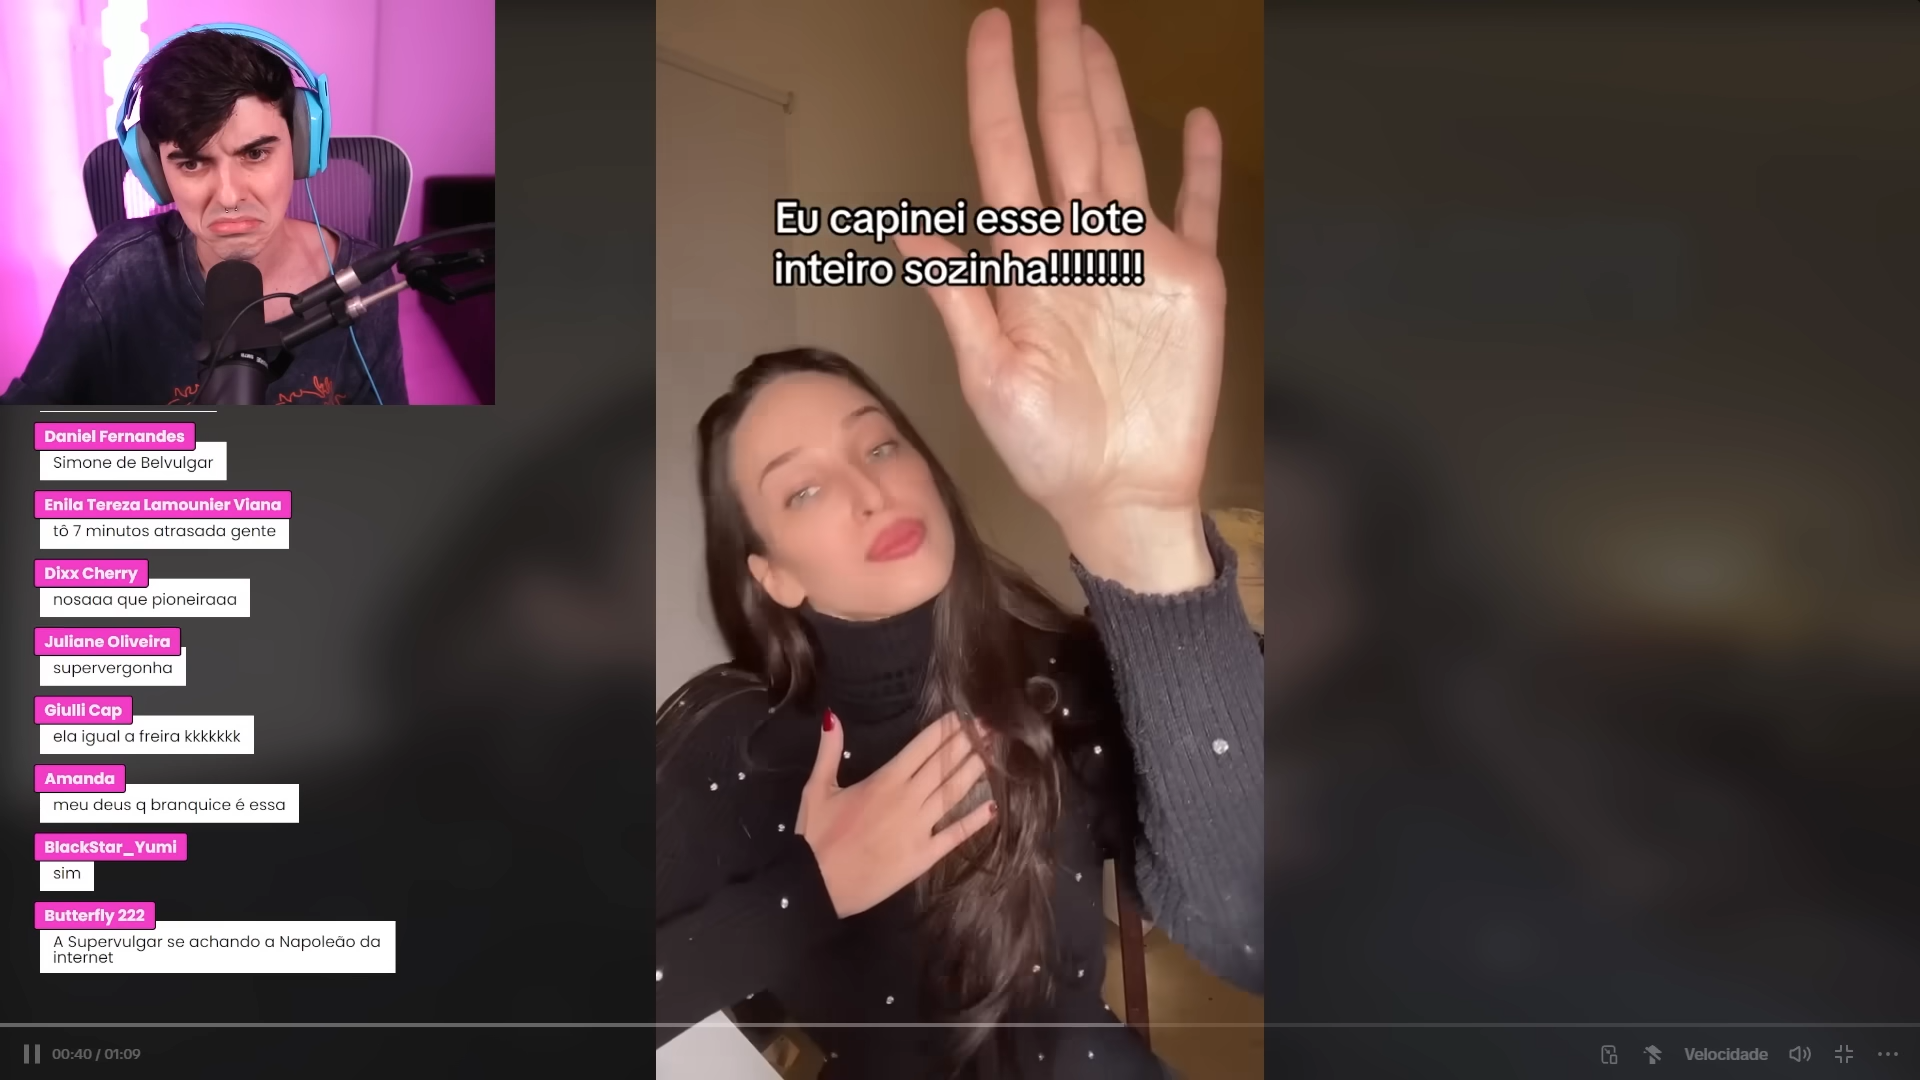 Eu capinei esse lote
inteiro sozinha!!!!!!!!
Daniel Fernandes
Simone de Belvulgar
Enila Tereza Lamounier Viana
tô 7 minutos atrasada gente
Dixx Cherry
nosaaa que pioneiraaa
Juliane Oliveira
supervergonha
Giulli Cap
ela igual a freira kkkkkkk
Amanda
meu deus q branquice é essa
BlackStar_Yumi
sim
Butterfly 222
A Supervulgar se achando a Napoleão da
internet
00:40 / 01:09
Velocidade